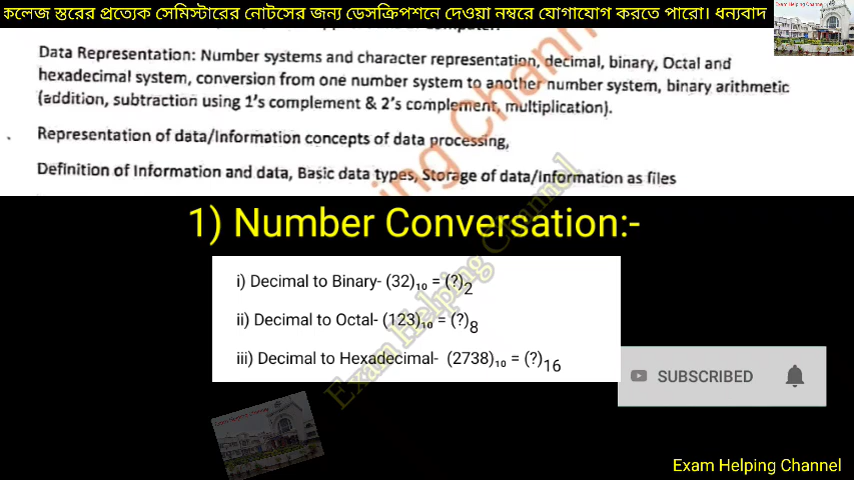 কলেজ স্তরের প্রত্যেক সেমিস্টারের নোটসের জন্য ডেসক্রিপশনে দেওয়া নম্বরে যোগাযোগ করতে পারো। ধন্যবাদ
Exam Helping Channel
Data Representation: Number systems and character representation, decimal, binary, Octal and
hexadecimal system, conversion from one number system to another number system, binary arithmetic
(addition, subtraction using 1's complement & 2's complement, multiplication).
Representation of data/Information concepts of data processing,
Definition of Information and data, Basic data types, Storage of data/Information as files
1) Number Conversation:-
i) Decimal to Binary- (32)₁₀ = (?)₂
ii) Decimal to Octal- (123)₁₀ = (?)₈
iii) Decimal to Hexadecimal- (2738)₁₀ = (?)₁₆
SUBSCRIBED
Exam Helping Channel
Exam Helping Channel